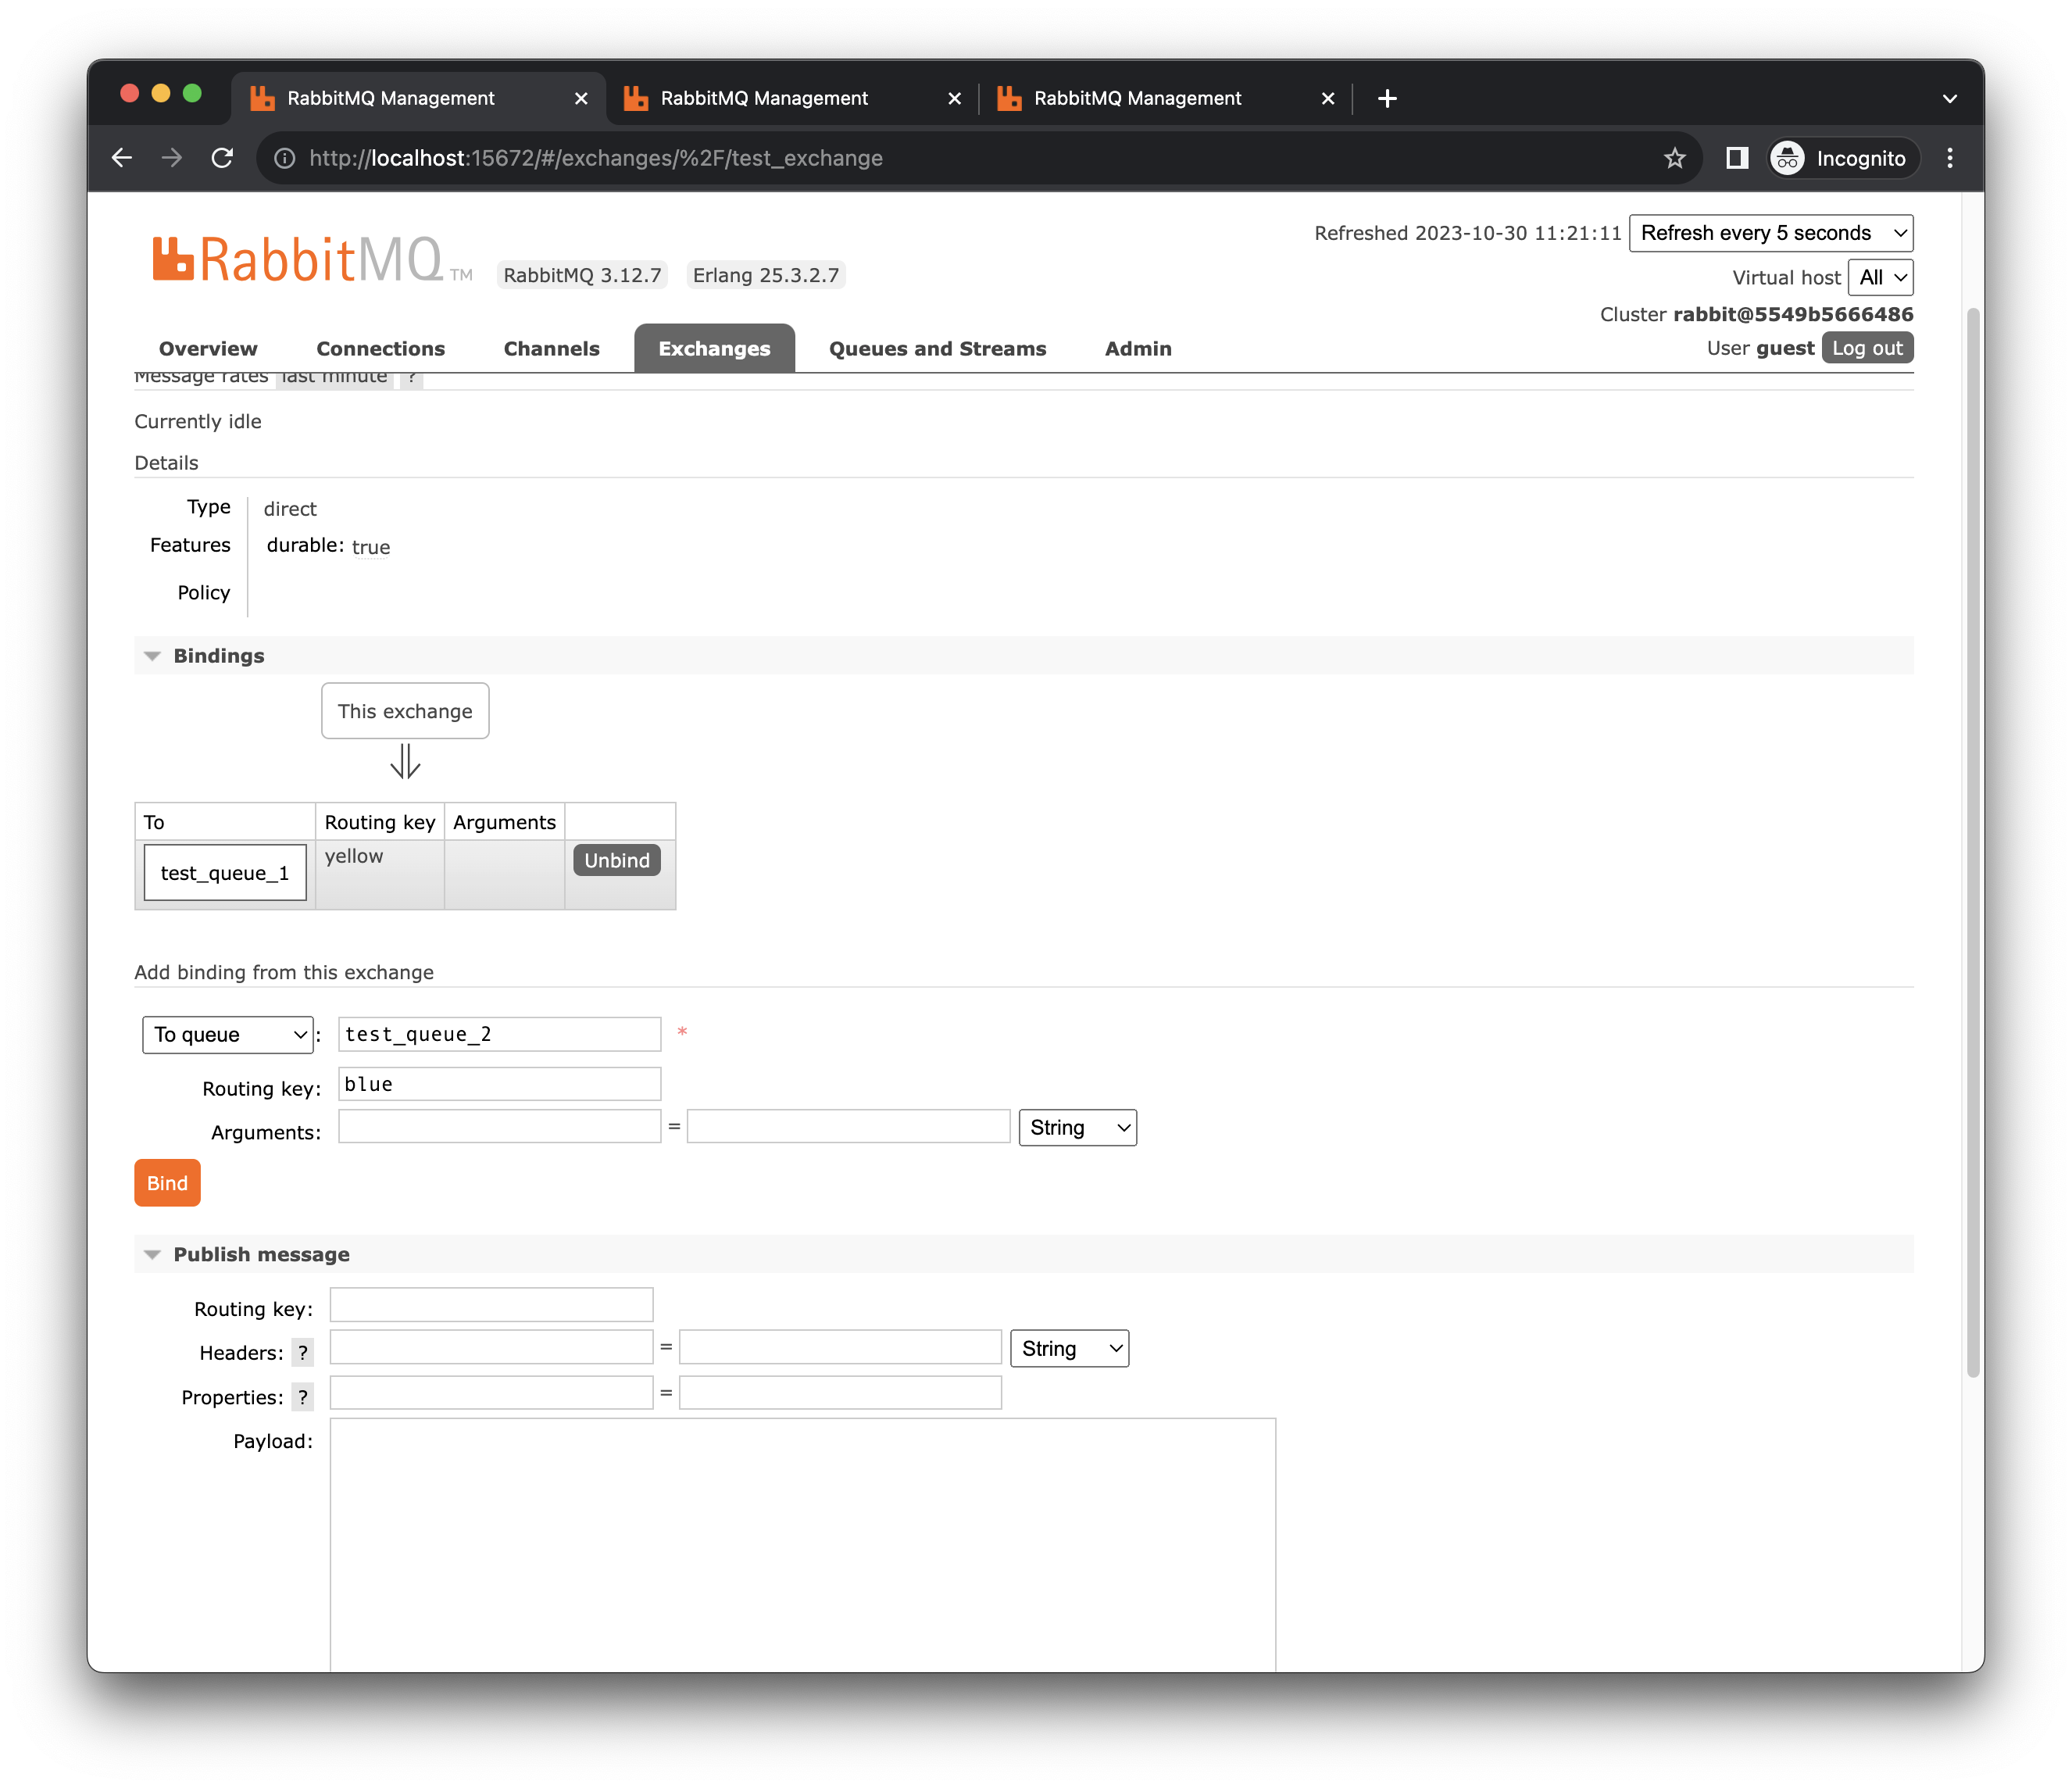 RabbitMQ Management
RabbitMQ Management
RabbitMQ Management
http://localhost:15672/#/exchanges/%2F/test_exchange
Incognito
RabbitMQ TM
RabbitMQ 3.12.7 Erlang 25.3.2.7
Refreshed 2023-10-30 11:21:11 Refresh every 5 seconds
Virtual host All
Cluster rabbit@5549b5666486
User guest Log out
Overview Connections Channels Exchanges Queues and Streams Admin
Message rates last minute ?
Currently idle
Details
Type direct
Features durable: true
Policy
Bindings
This exchange
To Routing key Arguments
test_queue_1 yellow Unbind
Add binding from this exchange
To queue : test_queue_2 *
Routing key: blue
Arguments: = String
Bind
Publish message
Routing key:
Headers: ? = String
Properties: ? =
Payload: